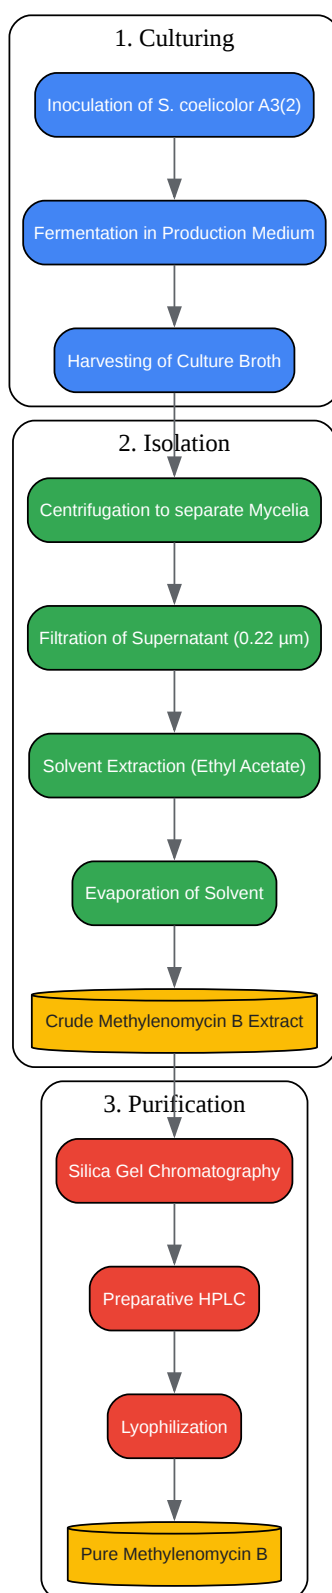 1. Culturing
Inoculation of S. coelicolor A3(2)
Fermentation in Production Medium
Harvesting of Culture Broth
2. Isolation
Centrifugation to separate Mycelia
Filtration of Supernatant (0.22 µm)
Solvent Extraction (Ethyl Acetate)
Evaporation of Solvent
Crude Methylenomycin B Extract
3. Purification
Silica Gel Chromatography
Preparative HPLC
Lyophilization
Pure Methylenomycin B